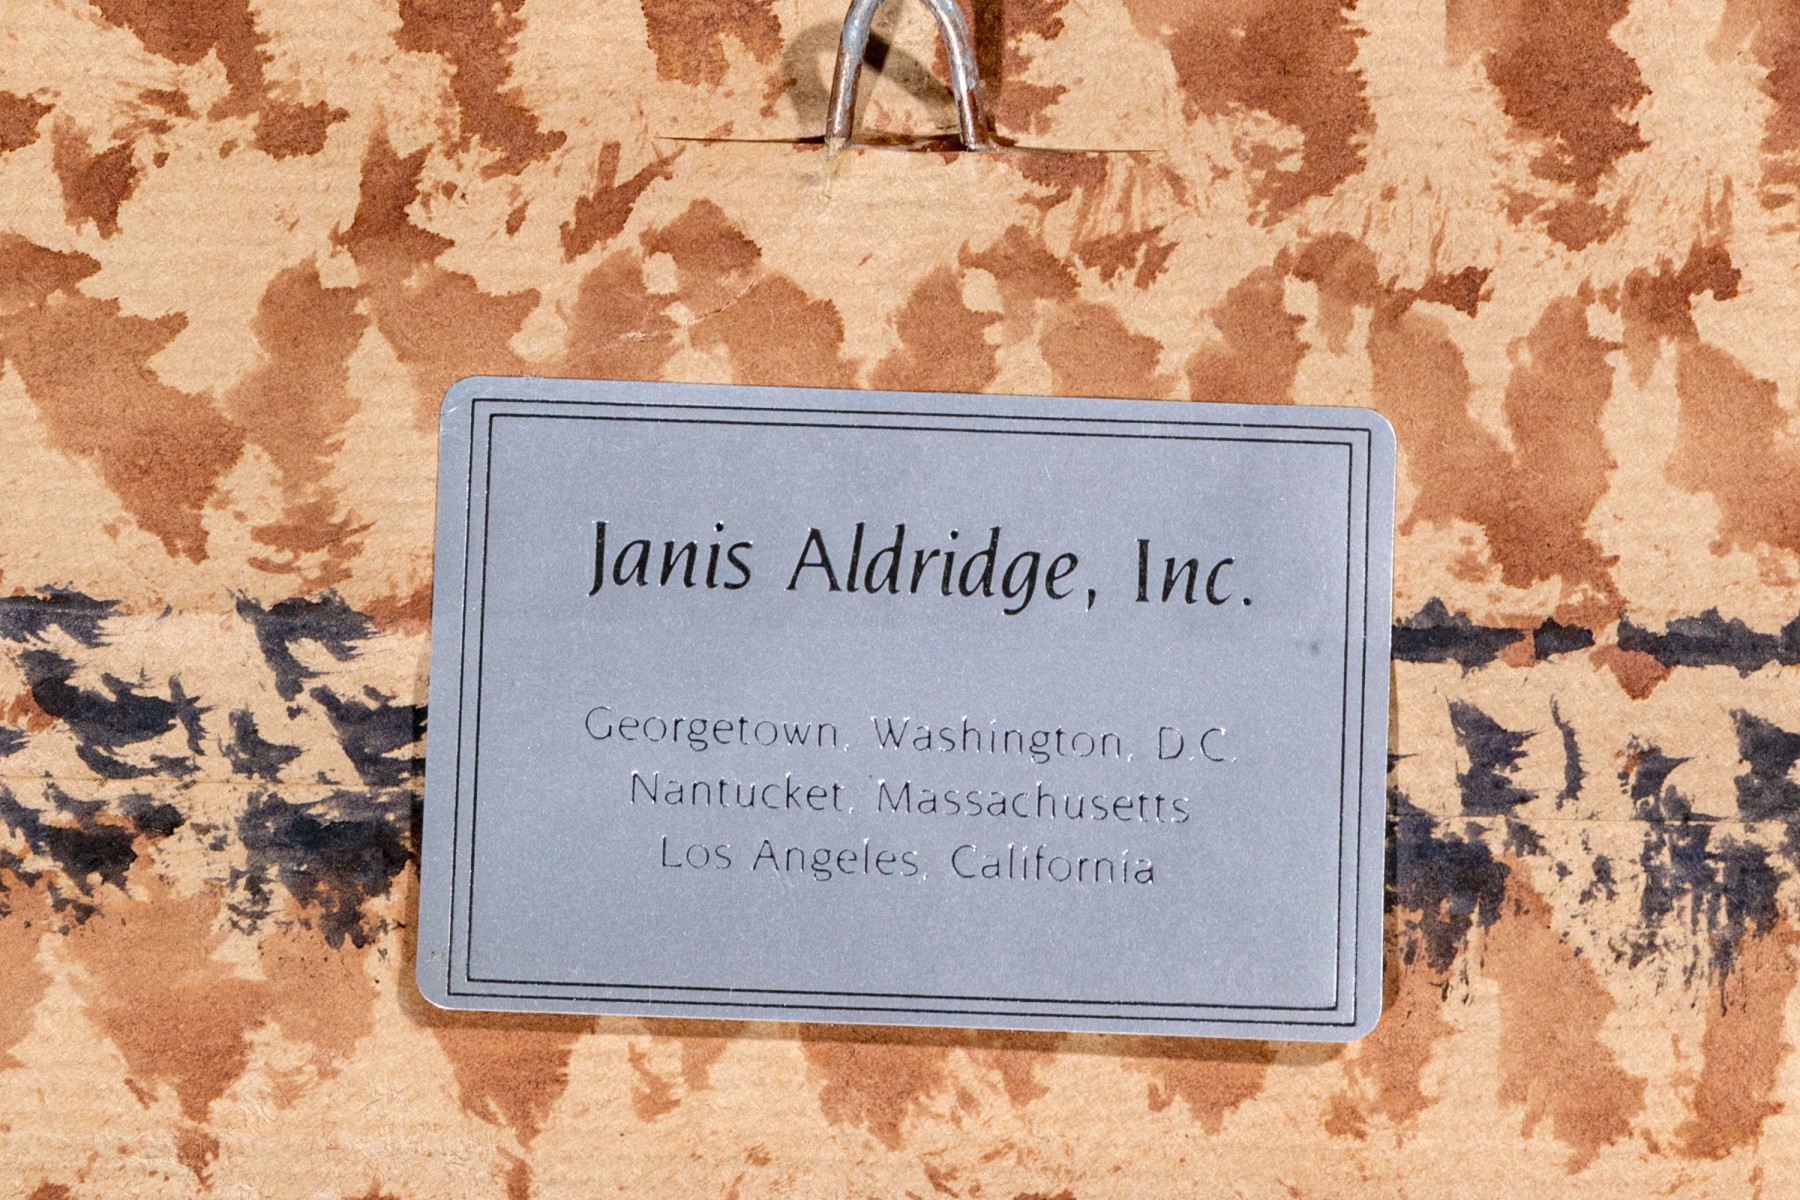 Janis Aldridge, Inc.
Georgetown, Washington, D.C.
Nantucket, Massachusetts
Los Angeles, California